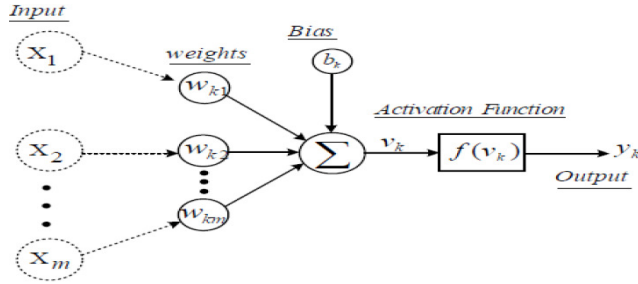 Input
Bias
X1
weights
bk
wk1
Activation Function
X2
wk2
∑
vk
f(vk)
yk
Output
wkm
Xm